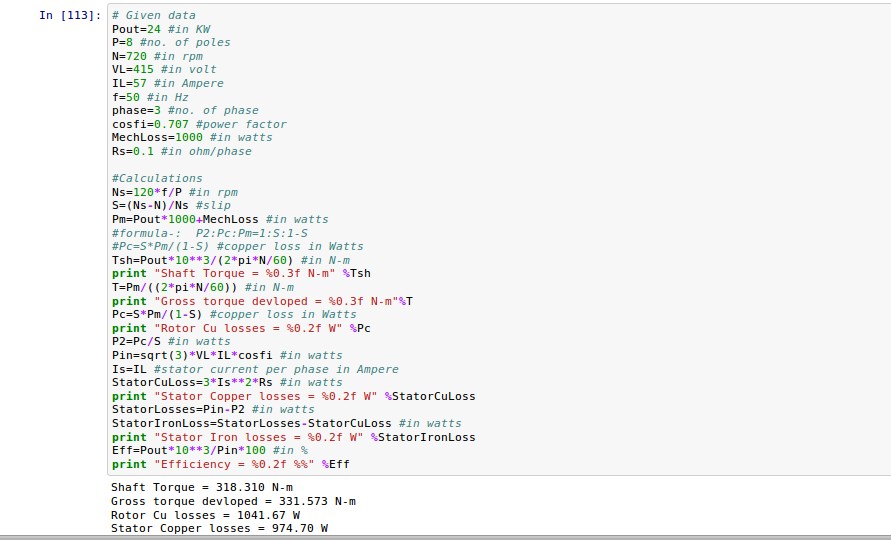 In [113]:
# Given data
Pout=24 #in KW
P=8 #no. of poles
N=720 #in rpm
VL=415 #in volt
IL=57 #in Ampere
f=50 #in Hz
phase=3 #no. of phase
cosfi=0.707 #power factor
MechLoss=1000 #in watts
Rs=0.1 #in ohm/phase
#Calculations
Ns=120*f/P #in rpm
S=(Ns-N)/Ns #slip
Pm=Pout*1000+MechLoss #in watts
#formula-:  P2:Pc:Pm=1:S:1-S
#Pc=S*Pm/(1-S) #copper loss in Watts
Tsh=Pout*10**3/(2*pi*N/60) #in N-m
print "Shaft Torque = %0.3f N-m" %Tsh
T=Pm/((2*pi*N/60)) #in N-m
print "Gross torque devloped = %0.3f N-m"%T
Pc=S*Pm/(1-S) #copper loss in Watts
print "Rotor Cu losses = %0.2f W" %Pc
P2=Pc/S #in watts
Pin=sqrt(3)*VL*IL*cosfi #in watts
Is=IL #stator current per phase in Ampere
StatorCuLoss=3*Is**2*Rs #in watts
print "Stator Copper losses = %0.2f W" %StatorCuLoss
StatorLosses=Pin-P2 #in watts
StatorIronLoss=StatorLosses-StatorCuLoss #in watts
print "Stator Iron losses = %0.2f W" %StatorIronLoss
Eff=Pout*10**3/Pin*100 #in %
print "Efficiency = %0.2f %%" %Eff
Shaft Torque = 318.310 N-m
Gross torque devloped = 331.573 N-m
Rotor Cu losses = 1041.67 W
Stator Copper losses = 974.70 W